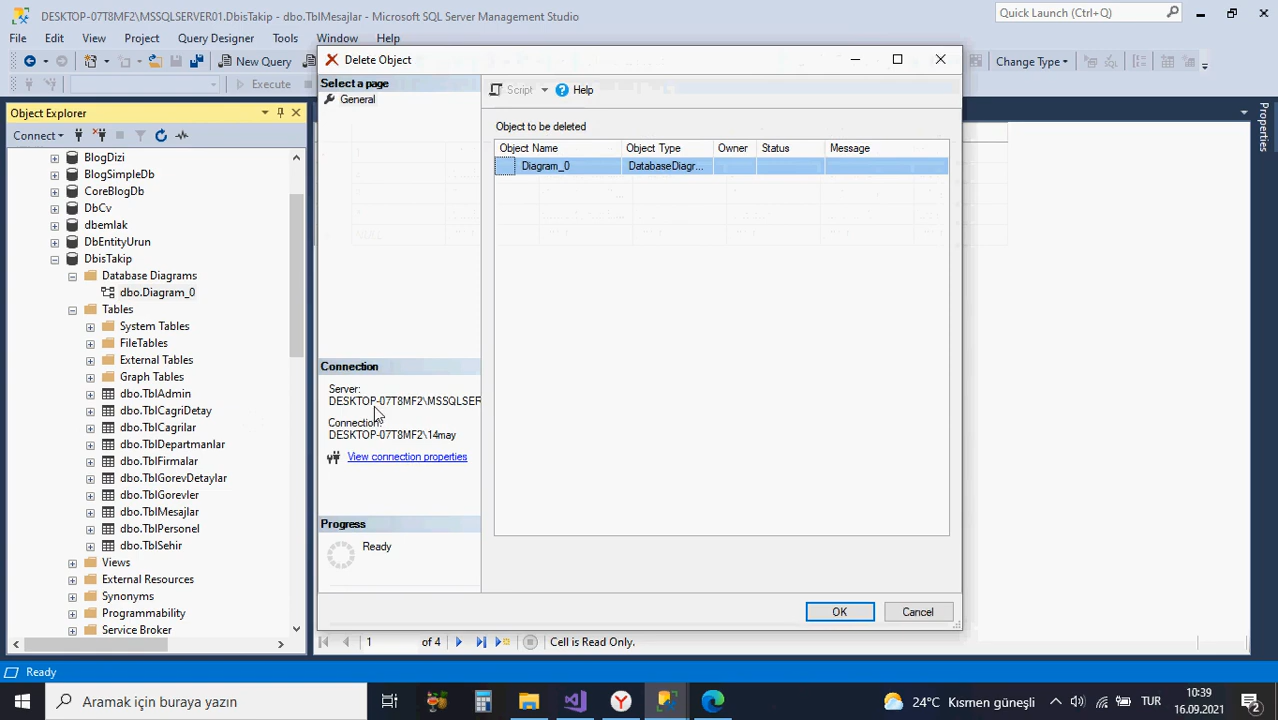 DESKTOP-07T8MF2\MSSQLSERVER01.DbisTakip - dbo.TblMesajlar - Microsoft SQL Server Management Studio
Quick Launch (Ctrl+Q)
File Edit View Project Query Designer Tools Window Help
New Query
Change Type
Execute
Delete Object
Select a page
General
Script
Help
Object to be deleted
Object Name Object Type Owner Status Message
Diagram_0 DatabaseDiagr...
NULL
Connection
Server:
DESKTOP-07T8MF2\MSSQLSER
Connection:
DESKTOP-07T8MF2\14may
View connection properties
Progress
Ready
OK
Cancel
Object Explorer
Connect
BlogDizi
BlogSimpleDb
CoreBlogDb
DbCv
dbemlak
DbEntityUrun
DbisTakip
Database Diagrams
dbo.Diagram_0
Tables
System Tables
FileTables
External Tables
Graph Tables
dbo.TblAdmin
dbo.TblCagriDetay
dbo.TblCagrilar
dbo.TblDepartmanlar
dbo.TblFirmalar
dbo.TblGorevDetaylar
dbo.TblGorevler
dbo.TblMesajlar
dbo.TblPersonel
dbo.TblSehir
Views
External Resources
Synonyms
Programmability
Service Broker
Properties
1 of 4 Cell is Read Only.
Ready
Aramak için buraya yazın
24°C Kısmen güneşli
TUR
10:39
16.09.2021
2